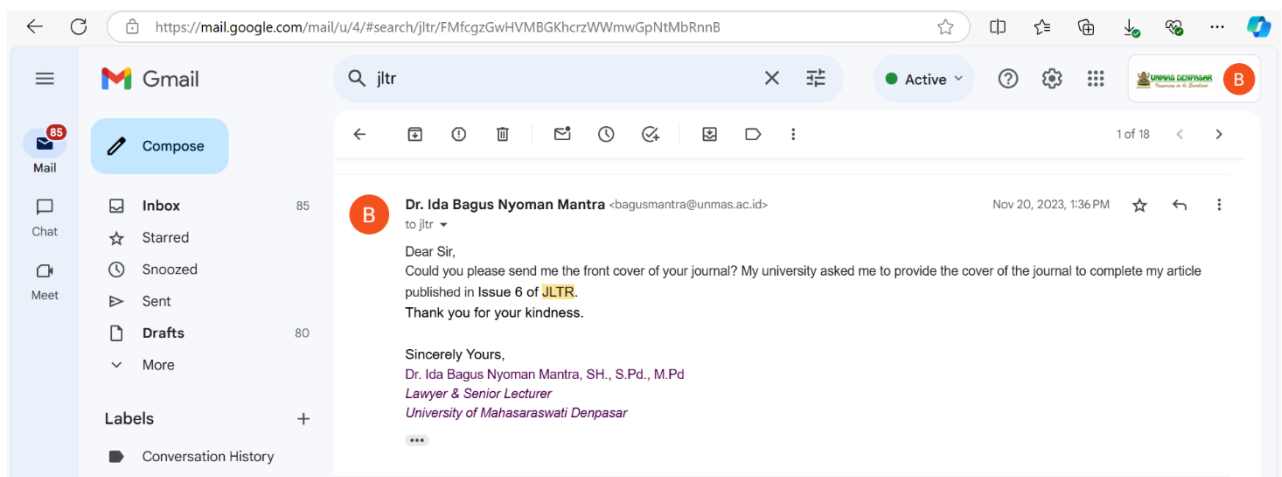 https://mail.google.com/mail/u/4/#search/jltr/FMfcgzGwHVMBGKhcrzWWmwGpNtMbRnnB
Gmail
jltr
Active
UNMAS DENPASAR
B
85
Mail
Chat
Meet
Compose
Inbox 85
Starred
Snoozed
Sent
Drafts 80
More
Labels
Conversation History
1 of 18
B
Dr. Ida Bagus Nyoman Mantra <bagusmantra@unmas.ac.id> Nov 20, 2023, 1:36 PM
to jltr
Dear Sir,
Could you please send me the front cover of your journal? My university asked me to provide the cover of the journal to complete my article
published in Issue 6 of JLTR.
Thank you for your kindness.
Sincerely Yours,
Dr. Ida Bagus Nyoman Mantra, SH., S.Pd., M.Pd
Lawyer & Senior Lecturer
University of Mahasaraswati Denpasar